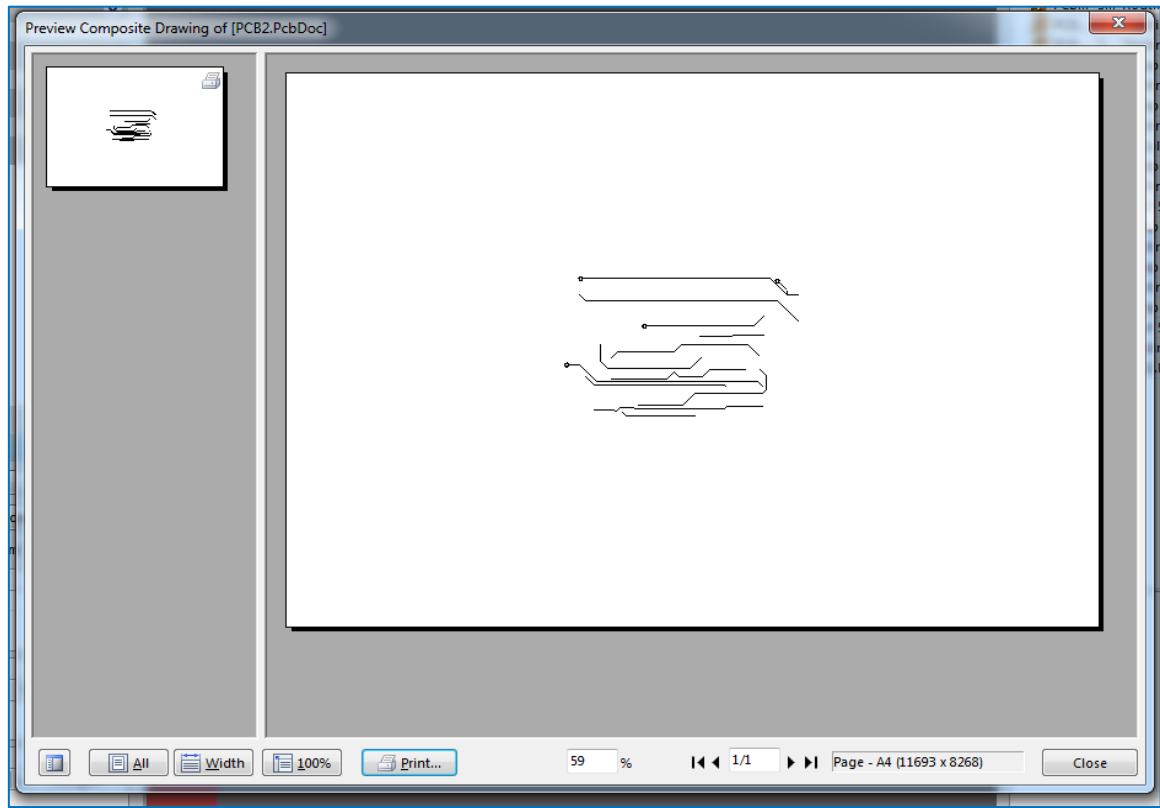 Preview Composite Drawing of [PCB2.PcbDoc]
All
Width
100%
Print...
59 %
1/1
Page - A4 (11693 x 8268)
Close